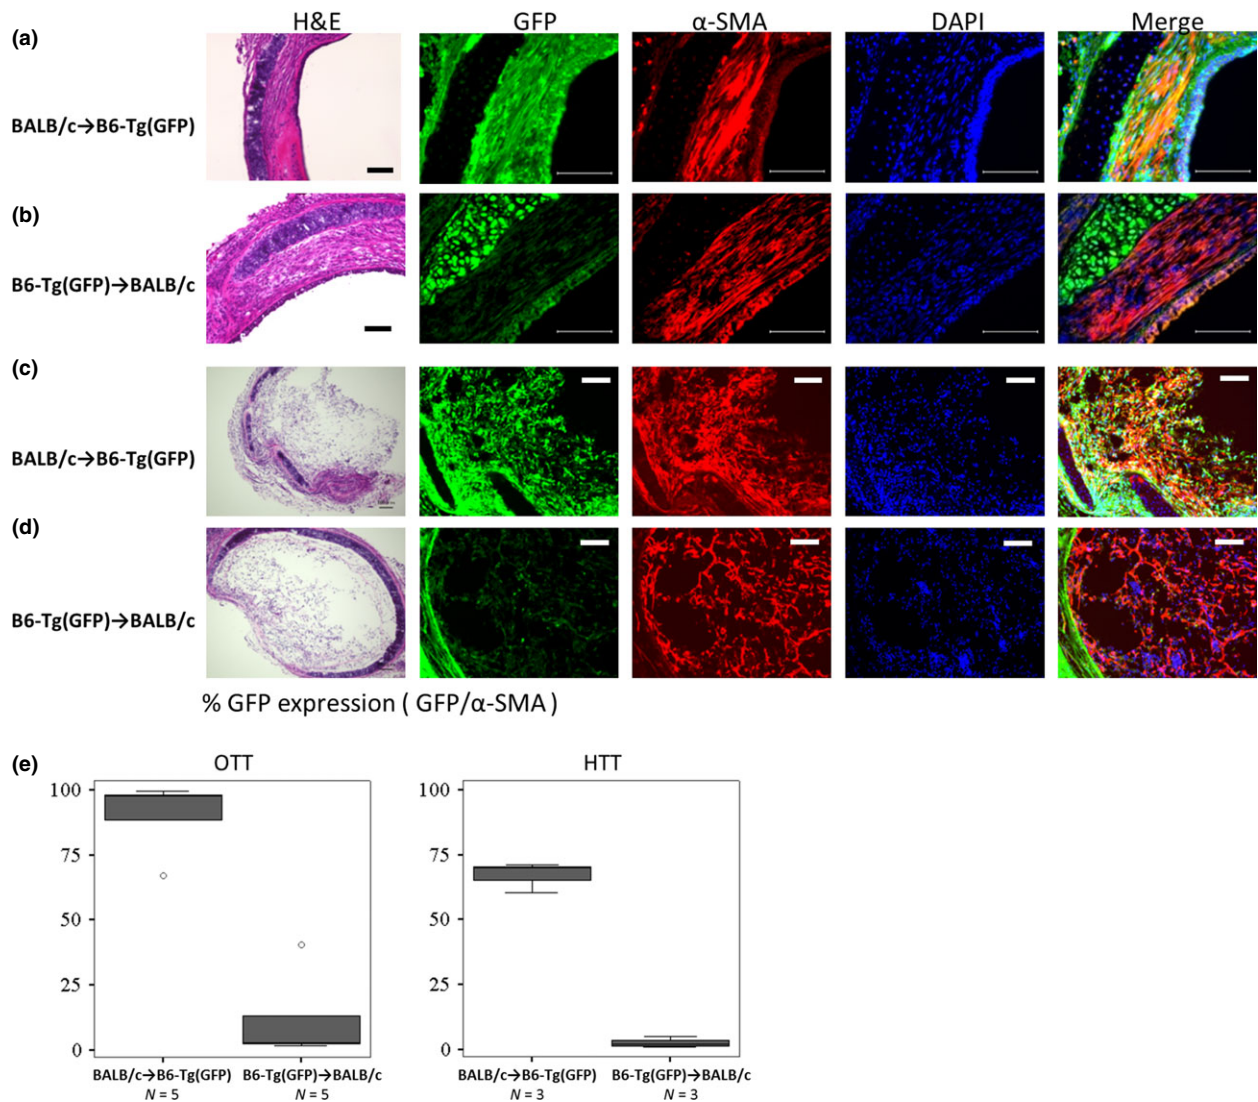 H&E GFP α-SMA DAPI Merge
(a)
BALB/c→B6-Tg(GFP)
(b)
B6-Tg(GFP)→BALB/c
(c)
BALB/c→B6-Tg(GFP)
(d)
B6-Tg(GFP)→BALB/c
% GFP expression ( GFP/α-SMA )
(e)
OTT
100
75
50
25
0
BALB/c→B6-Tg(GFP) B6-Tg(GFP)→BALB/c
N = 5 N = 5
HTT
100
75
50
25
0
BALB/c→B6-Tg(GFP) B6-Tg(GFP)→BALB/c
N = 3 N = 3